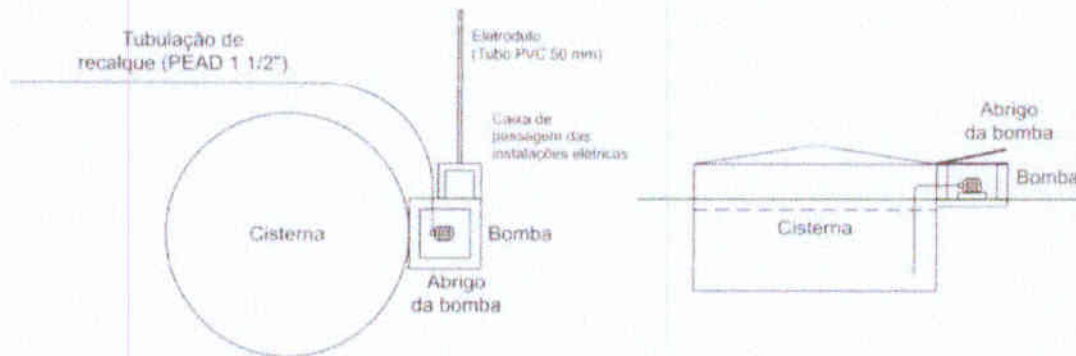 Tubulação de
recalque (PEAD 1 1/2")
Eletroduto
(Tubo PVC 50 mm)
Caixa de
passagem das
instalações elétricas
Cisterna
Bomba
Abrigo
da bomba
Abrigo
da bomba
Bomba
Cisterna